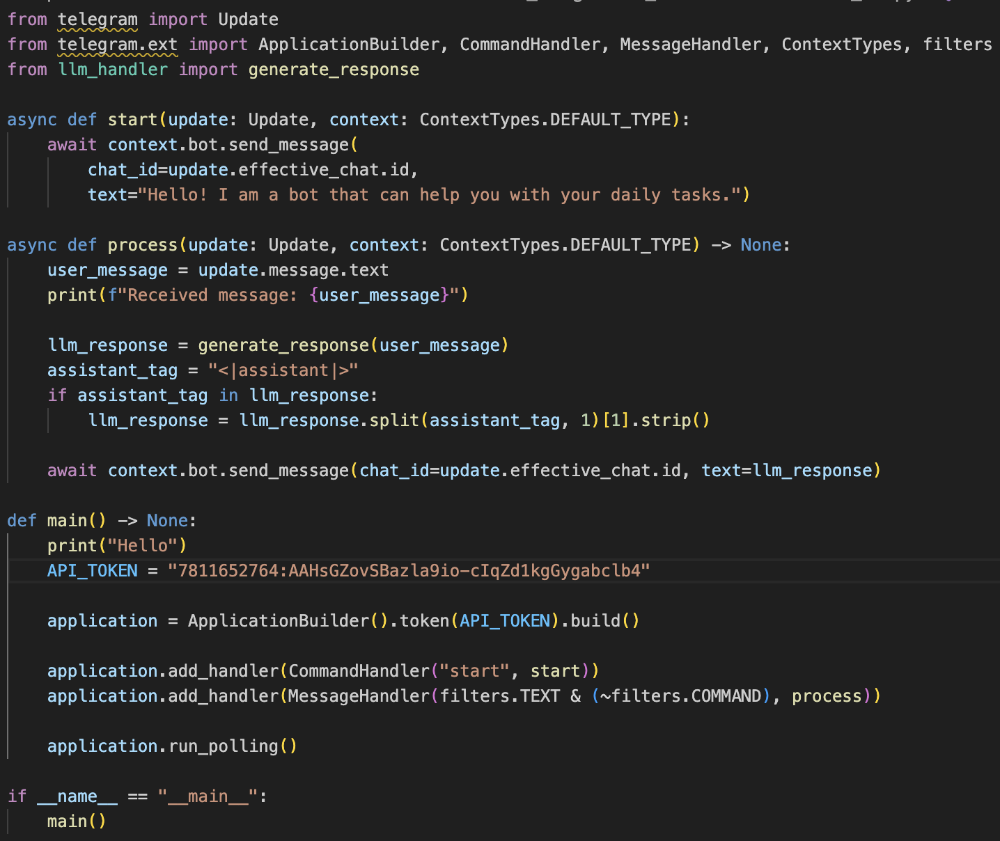 from telegram import Update
from telegram.ext import ApplicationBuilder, CommandHandler, MessageHandler, ContextTypes, filters
from llm_handler import generate_response
async def start(update: Update, context: ContextTypes.DEFAULT_TYPE):
    await context.bot.send_message(
        chat_id=update.effective_chat.id,
        text="Hello! I am a bot that can help you with your daily tasks.")
async def process(update: Update, context: ContextTypes.DEFAULT_TYPE) -> None:
    user_message = update.message.text
    print(f"Received message: {user_message}")
    llm_response = generate_response(user_message)
    assistant_tag = "<|assistant|>"
    if assistant_tag in llm_response:
        llm_response = llm_response.split(assistant_tag, 1)[1].strip()
    await context.bot.send_message(chat_id=update.effective_chat.id, text=llm_response)
def main() -> None:
    print("Hello")
    API_TOKEN = "7811652764:AAHsGZovSBazla9io-cIqZd1kgGygabclb4"
    application = ApplicationBuilder().token(API_TOKEN).build()
    application.add_handler(CommandHandler("start", start))
    application.add_handler(MessageHandler(filters.TEXT & (~filters.COMMAND), process))
    application.run_polling()
if __name__ == "__main__":
    main()